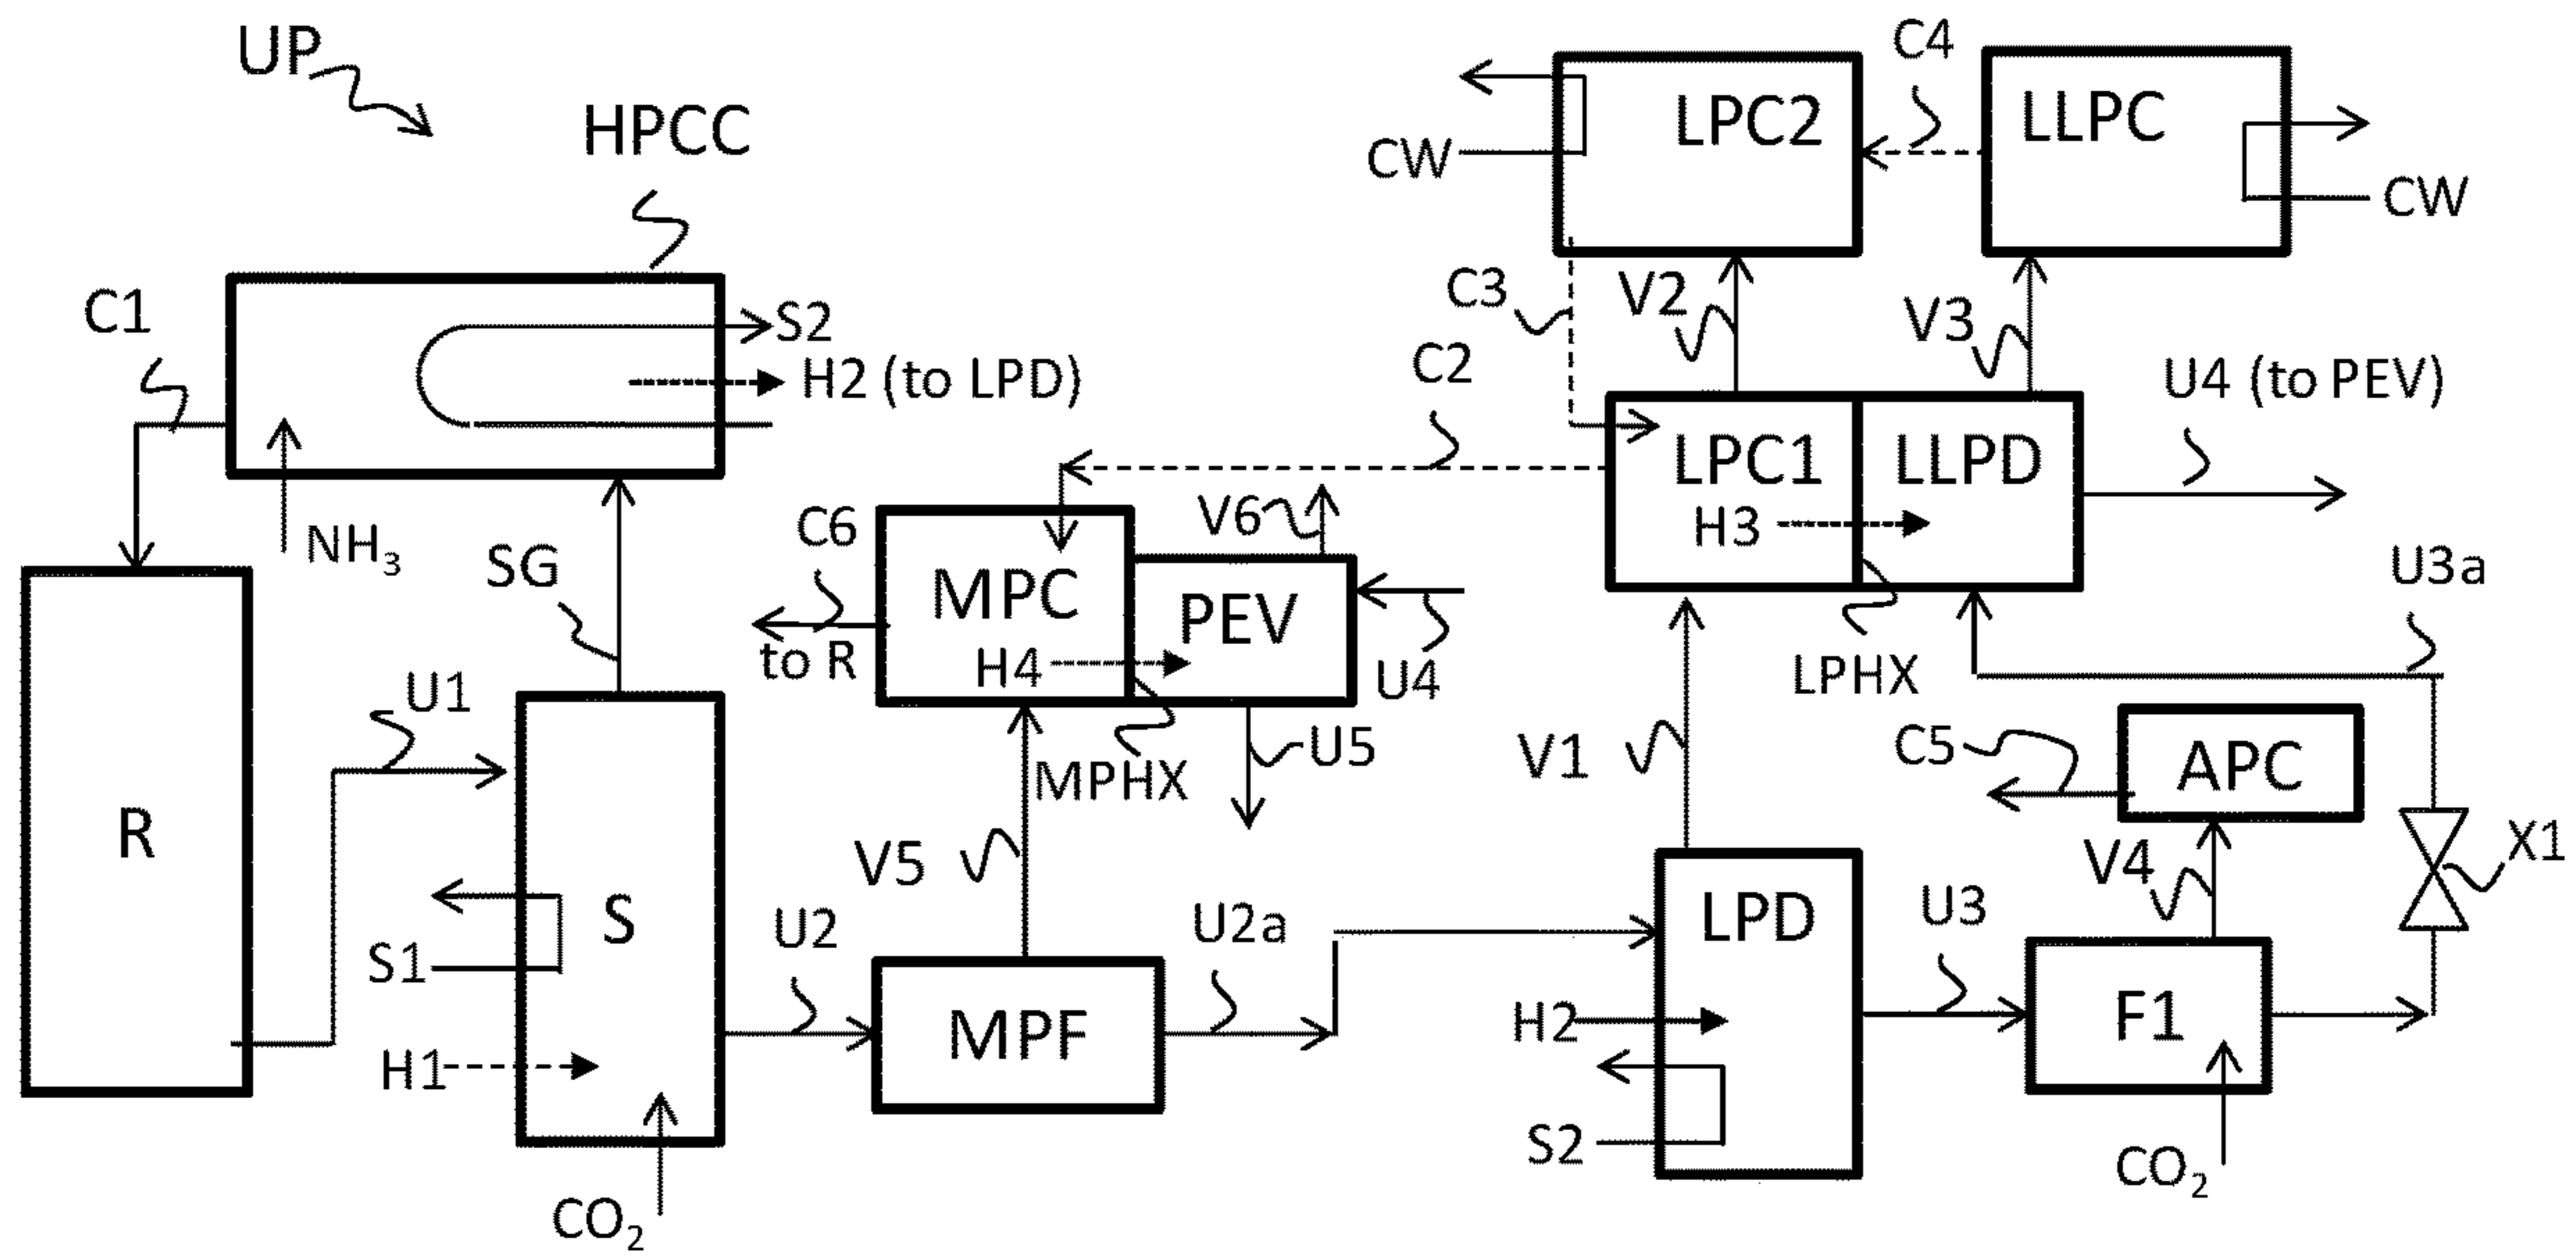 UP
HPCC
C1
S2
H2 (to LPD)
NH₃
SG
R
U1
S
S1
H1
CO₂
U2
MPF
U2a
V5
C6
to R
MPC
H4
MPHX
PEV
V6
U4
U5
C2
C3
CW
LPC2
C4
LLPC
CW
V2
V3
U4 (to PEV)
LPC1
LLPD
H3
LPHX
U3a
V1
C5
APC
V4
X1
LPD
U3
H2
S2
F1
CO₂